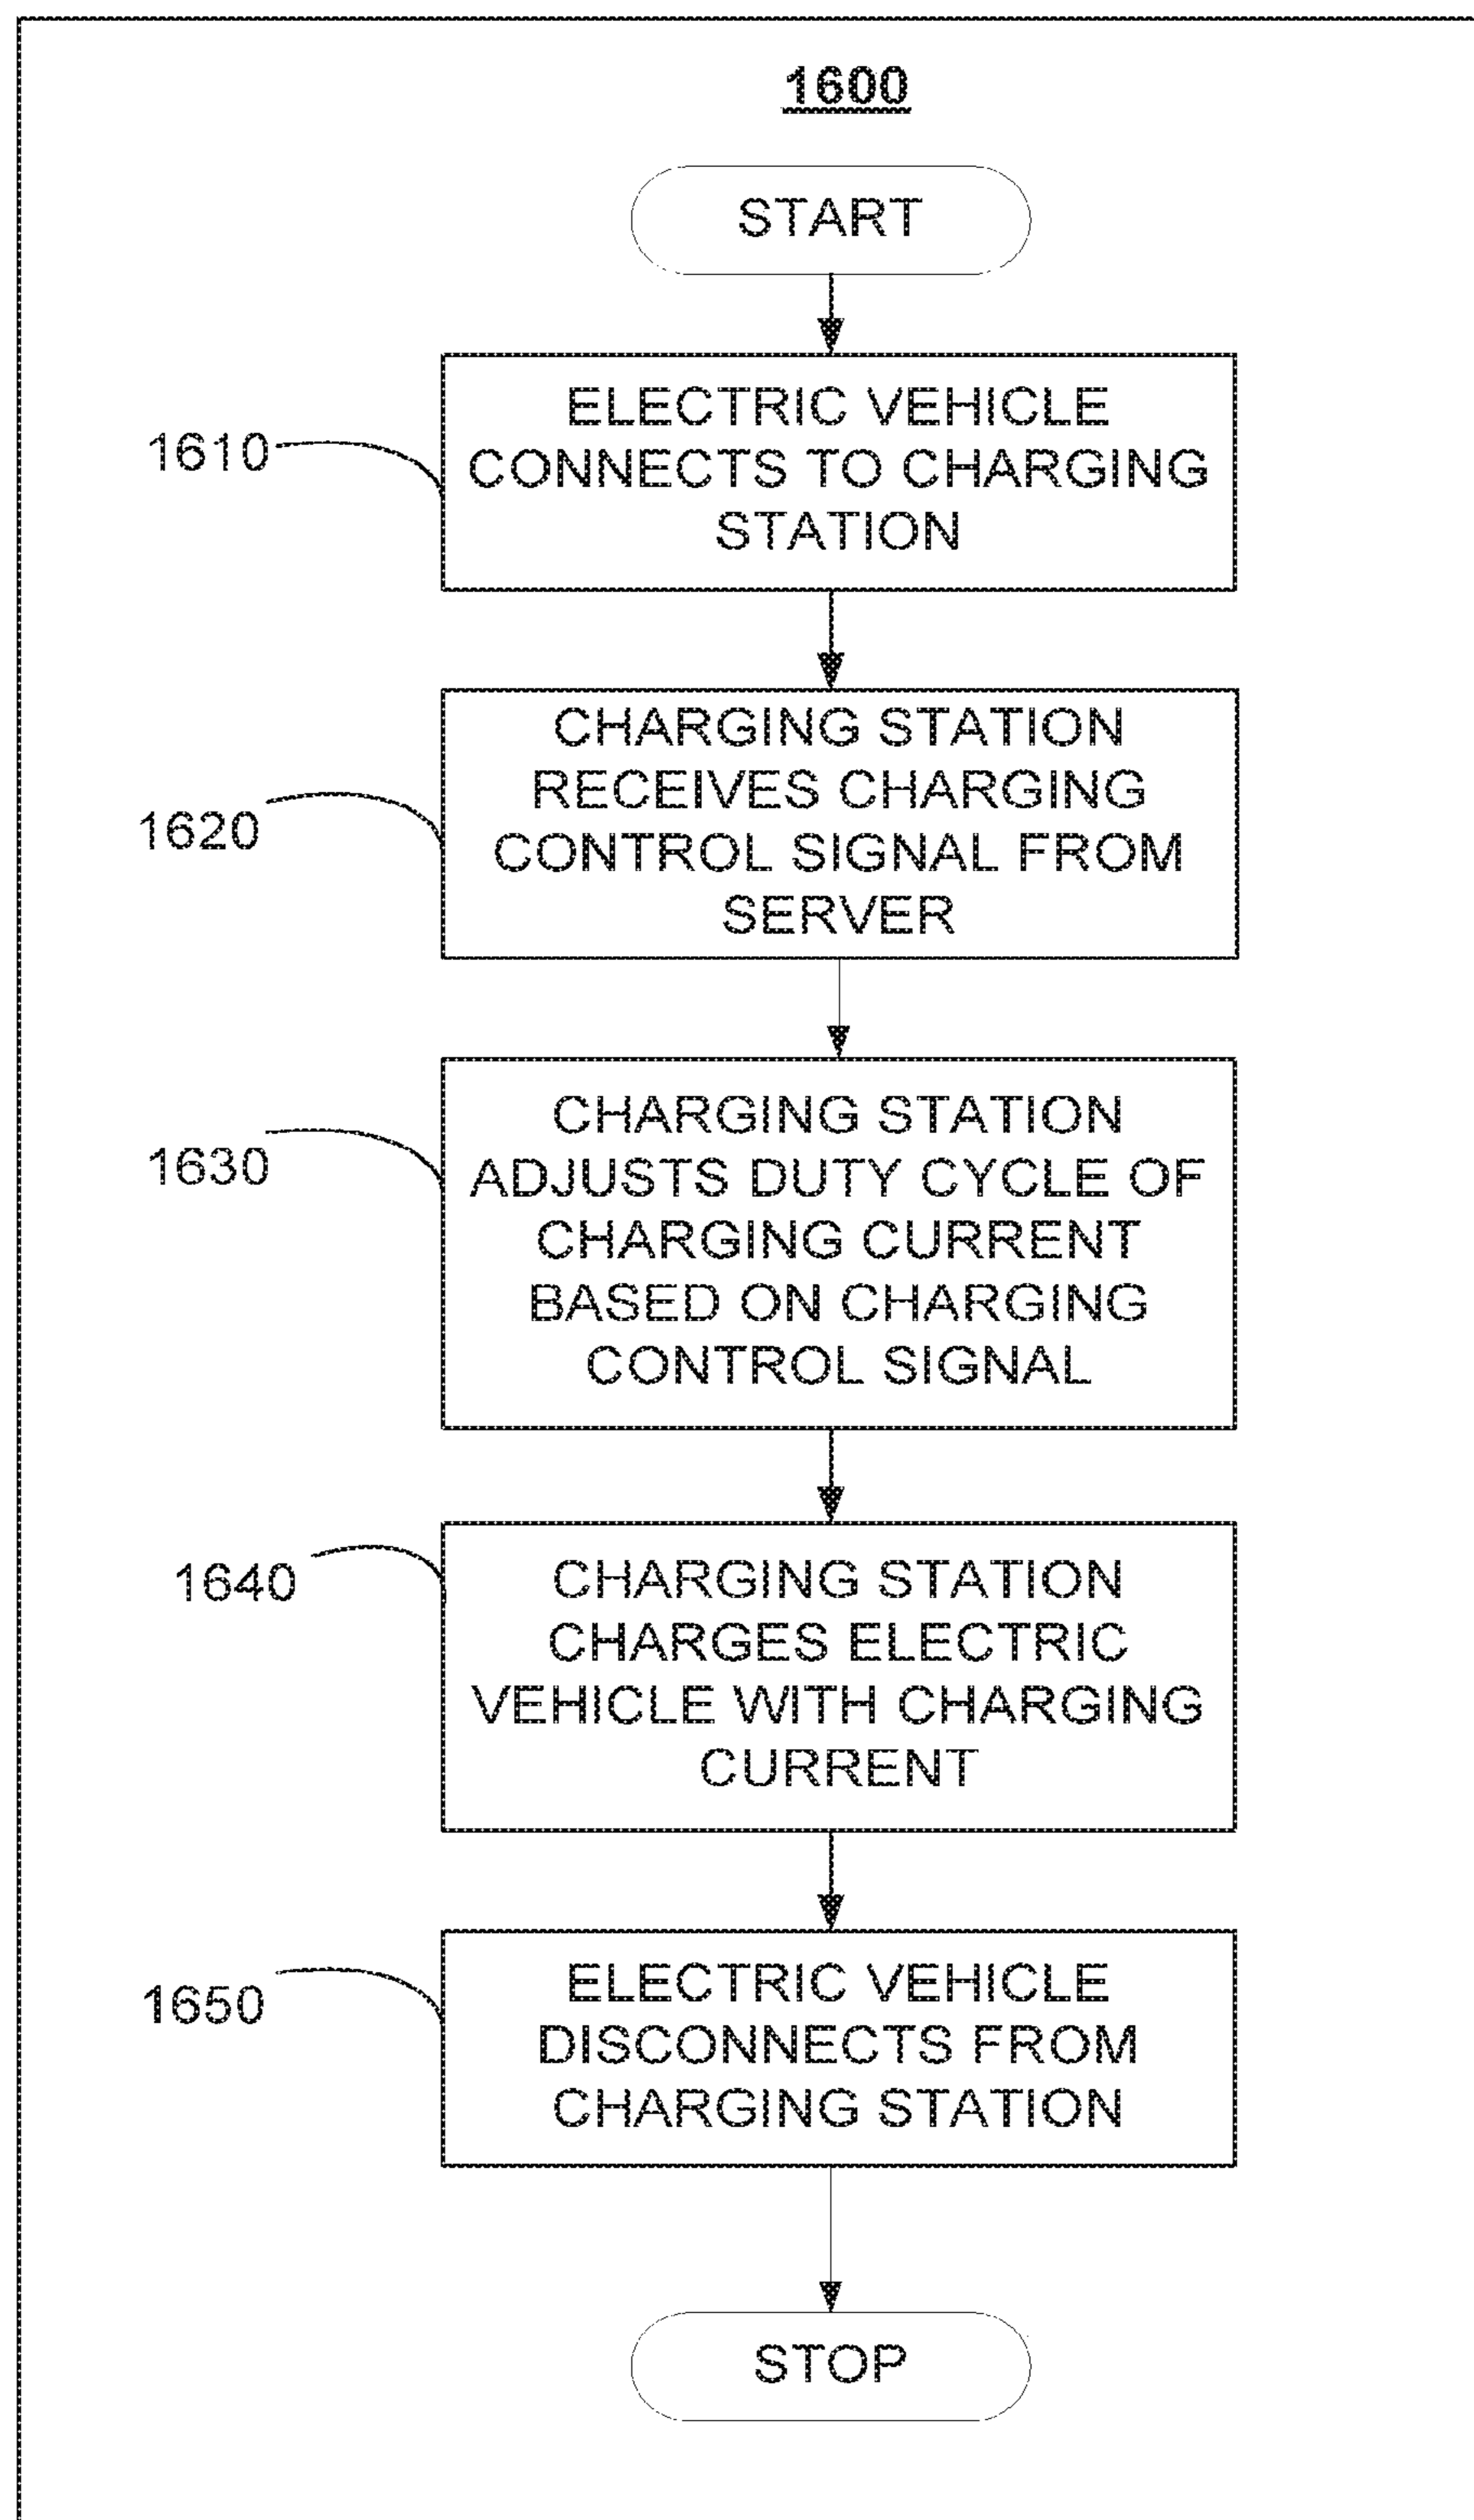 1600
START
1610
ELECTRIC VEHICLE
CONNECTS TO CHARGING
STATION
1620
CHARGING STATION
RECEIVES CHARGING
CONTROL SIGNAL FROM
SERVER
1630
CHARGING STATION
ADJUSTS DUTY CYCLE OF
CHARGING CURRENT
BASED ON CHARGING
CONTROL SIGNAL
1640
CHARGING STATION
CHARGES ELECTRIC
VEHICLE WITH CHARGING
CURRENT
1650
ELECTRIC VEHICLE
DISCONNECTS FROM
CHARGING STATION
STOP